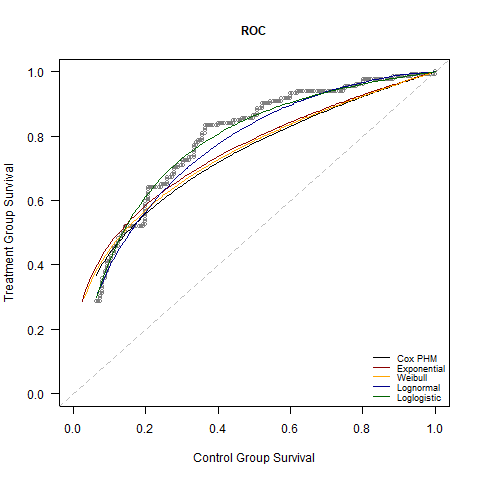 ROC
Treatment Group Survival
1.0
0.8
0.6
0.4
0.2
0.0
Cox PHM
Exponential
Weibull
Lognormal
Loglogistic
0.0 0.2 0.4 0.6 0.8 1.0
Control Group Survival